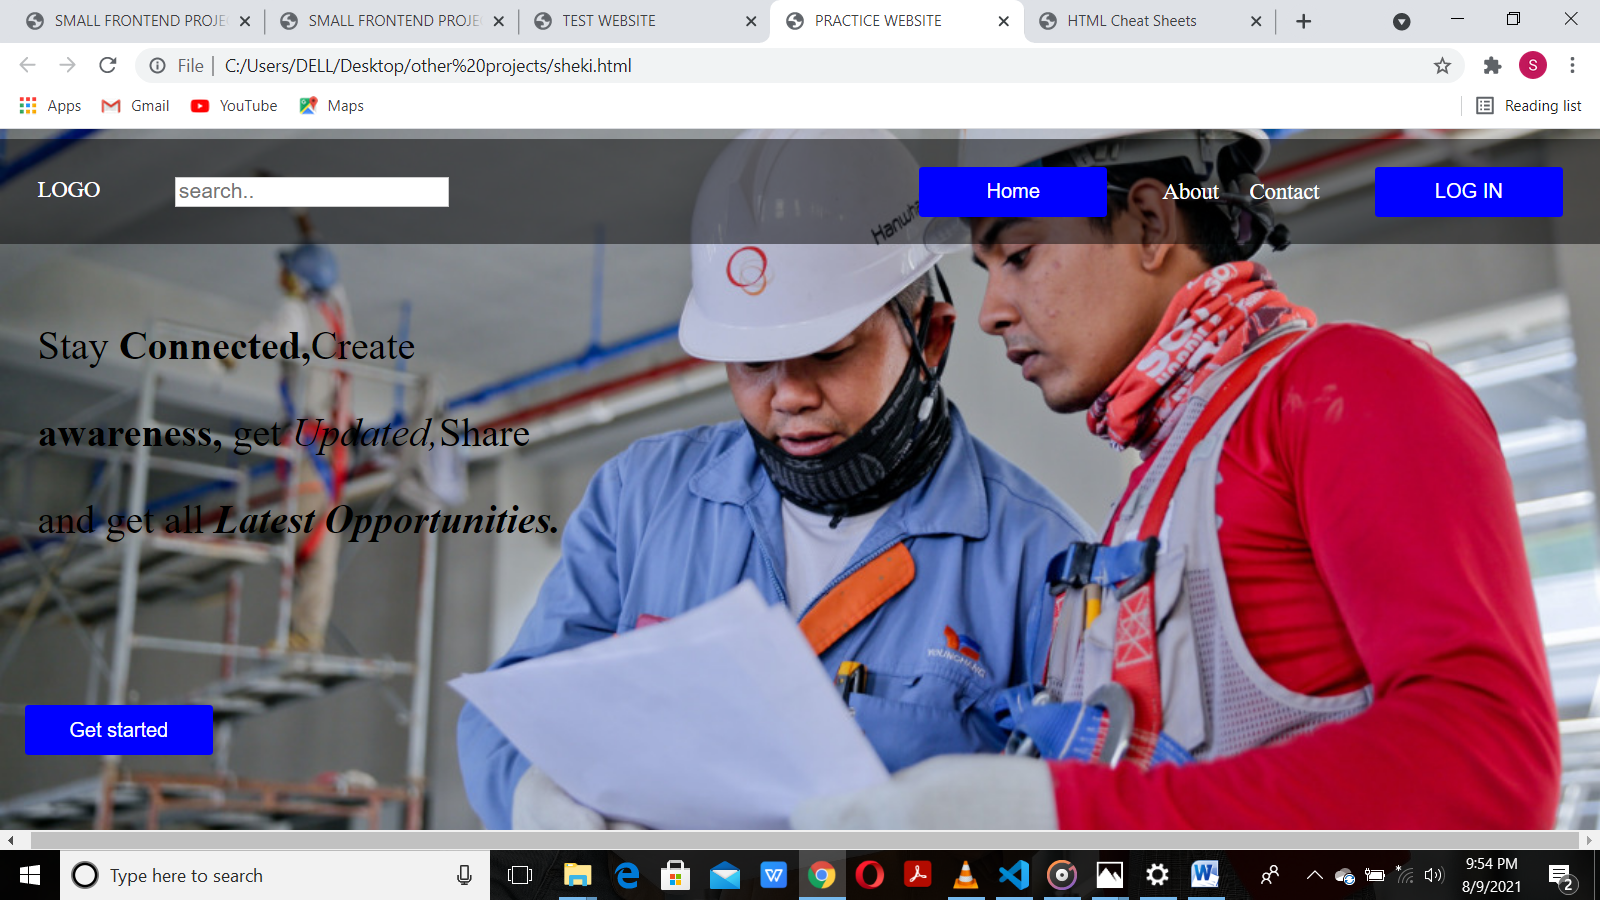 SMALL FRONTEND PROJE
SMALL FRONTEND PROJE
TEST WEBSITE
PRACTICE WEBSITE
HTML Cheat Sheets
File
C:/Users/DELL/Desktop/other%20projects/sheki.html
S
Apps
Gmail
YouTube
Maps
Reading list
LOGO
search..
Home
About
Contact
LOG IN
Hanwha
Stay Connected,Create
awareness, get Updated,Share
and get all Latest Opportunities.
Get started
Type here to search
9:54 PM
8/9/2021
2